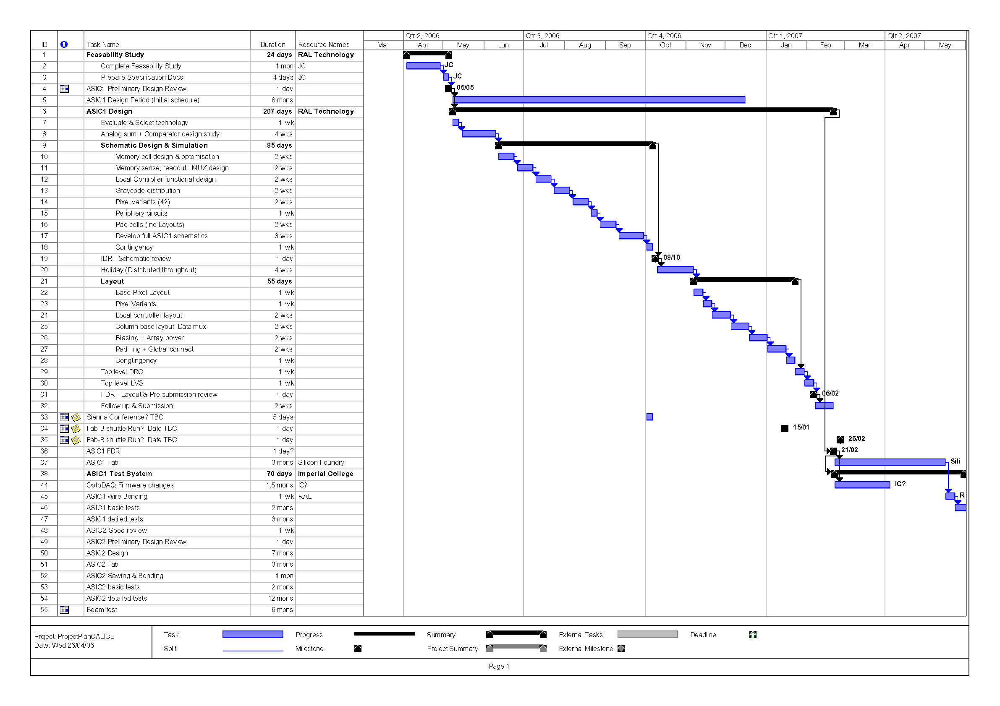 Qtr 2, 2006 Qtr 3, 2006 Qtr 4, 2006 Qtr 1, 2007 Qtr 2, 2007
ID Task Name Duration Resource Names Mar Apr May Jun Jul Aug Sep Oct Nov Dec Jan Feb Mar Apr May
1 Feasability Study 24 days RAL Technology
2 Complete Feasability Study 1 mon JC JC
3 Prepare Specification Docs 4 days JC JC
4 ASIC1 Preliminary Design Review 1 day 05/05
5 ASIC1 Design Period (Initial schedule) 8 mons
6 ASIC1 Design 207 days RAL Technology
7 Evaluate & Select technology 1 wk
8 Analog sum + Comparator design study 4 wks
9 Schematic Design & Simulation 85 days
10 Memory cell design & optomisation 2 wks
11 Memory sense, readout +MUX design 2 wks
12 Local Controller functional design 2 wks
13 Graycode distribution 2 wks
14 Pixel variants (4?) 2 wks
15 Periphery circuits 1 wk
16 Pad cells (inc Layouts) 2 wks
17 Develop full ASIC1 schematics 3 wks
18 Contingency 1 wk
19 IDR - Schematic review 1 day 09/10
20 Holiday (Distributed throughout) 4 wks
21 Layout 55 days
22 Base Pixel Layout 1 wk
23 Pixel Variants 1 wk
24 Local controller layout 2 wks
25 Column base layout: Data mux 2 wks
26 Biasing + Array power 2 wks
27 Pad ring + Global connect 2 wks
28 Congtingency 1 wk
29 Top level DRC 1 wk
30 Top level LVS 1 wk
31 FDR - Layout & Pre-submission review 1 day 06/02
32 Follow up & Submission 2 wks
33 Sienna Conference? TBC 5 days
34 Fab-B shuttle Run? Date TBC 1 day 15/01
35 Fab-B shuttle Run? Date TBC 1 day 26/02
36 ASIC1 FDR 1 day? 21/02
37 ASIC1 Fab 3 mons Silicon Foundry Sili
38 ASIC1 Test System 70 days Imperial College
44 OptoDAQ Firmware changes 1.5 mons IC? IC?
45 ASIC1 Wire Bonding 1 wk RAL R
46 ASIC1 basic tests 2 mons
47 ASIC1 detiled tests 3 mons
48 ASIC2 Spec review 1 wk
49 ASIC2 Preliminary Design Review 1 day
50 ASIC2 Design 7 mons
51 ASIC2 Fab 3 mons
52 ASIC2 Sawing & Bonding 1 mon
53 ASIC2 basic tests 2 mons
54 ASIC2 detailed tests 12 mons
55 Beam test 6 mons
Project: ProjectPlanCALICE
Date: Wed 26/04/06
Task Progress Summary External Tasks Deadline
Split Milestone Project Summary External Milestone
Page 1